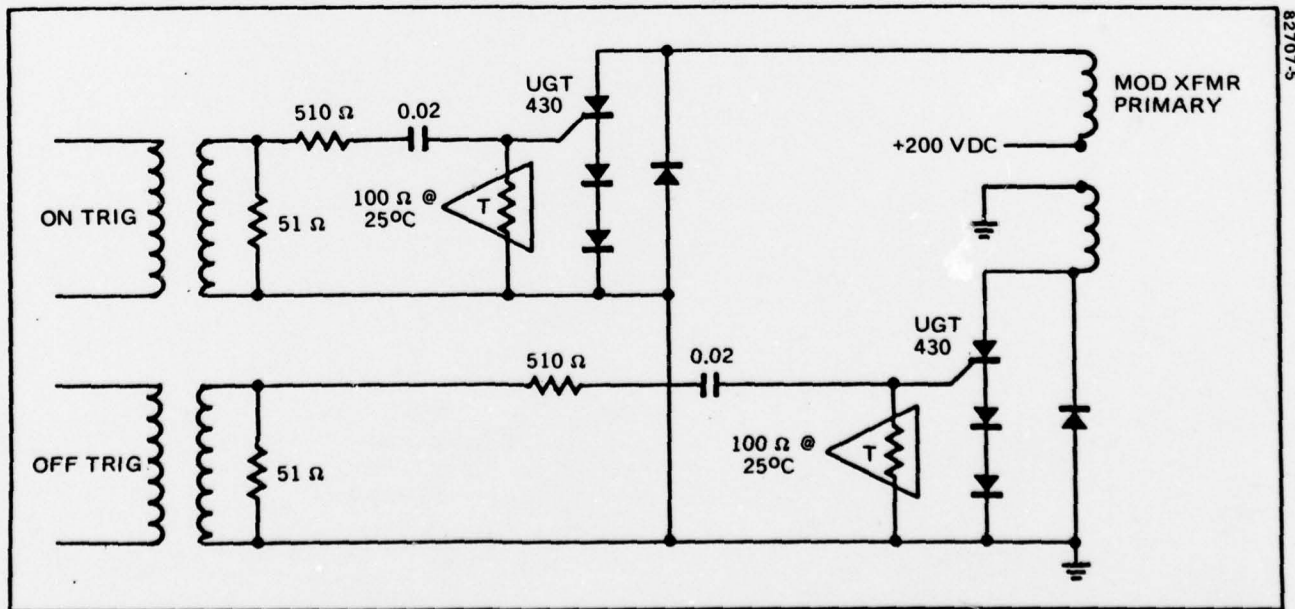 82707-5
UGT
430
MOD XFMR
PRIMARY
510 Ω
0.02
+200 VDC
100 Ω @
25°C
T
ON TRIG
51 Ω
UGT
430
510 Ω
0.02
100 Ω @
25°C
T
OFF TRIG
51 Ω